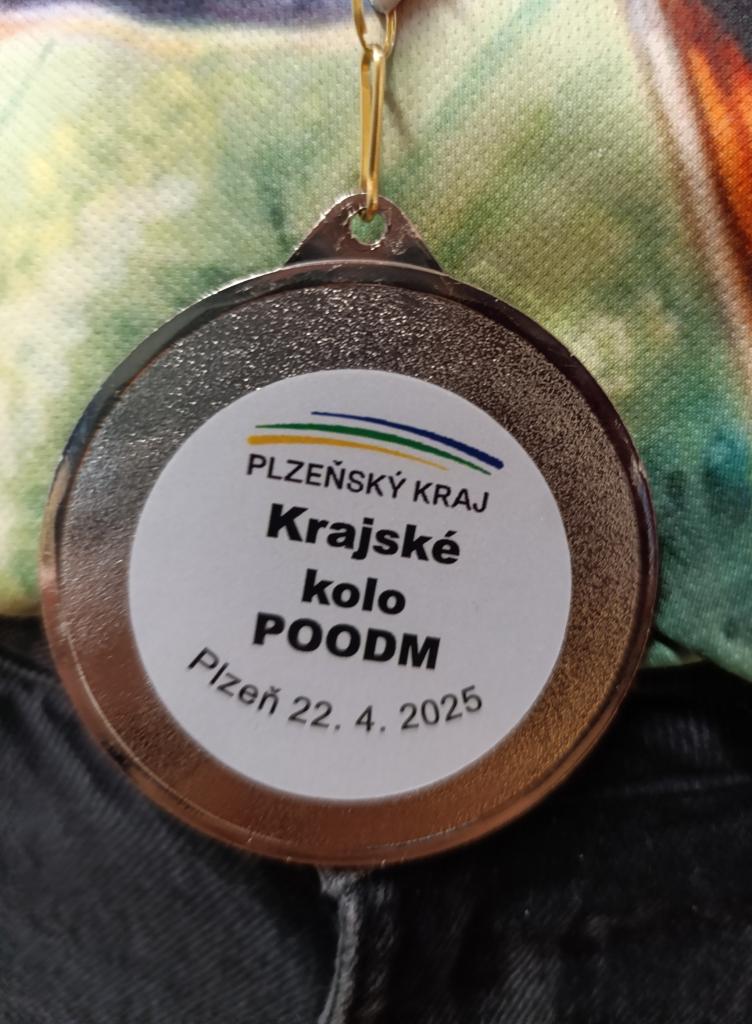 PLZEŇSKÝ KRAJ
Krajské
kolo
POODM
Plzeň 22. 4. 2025